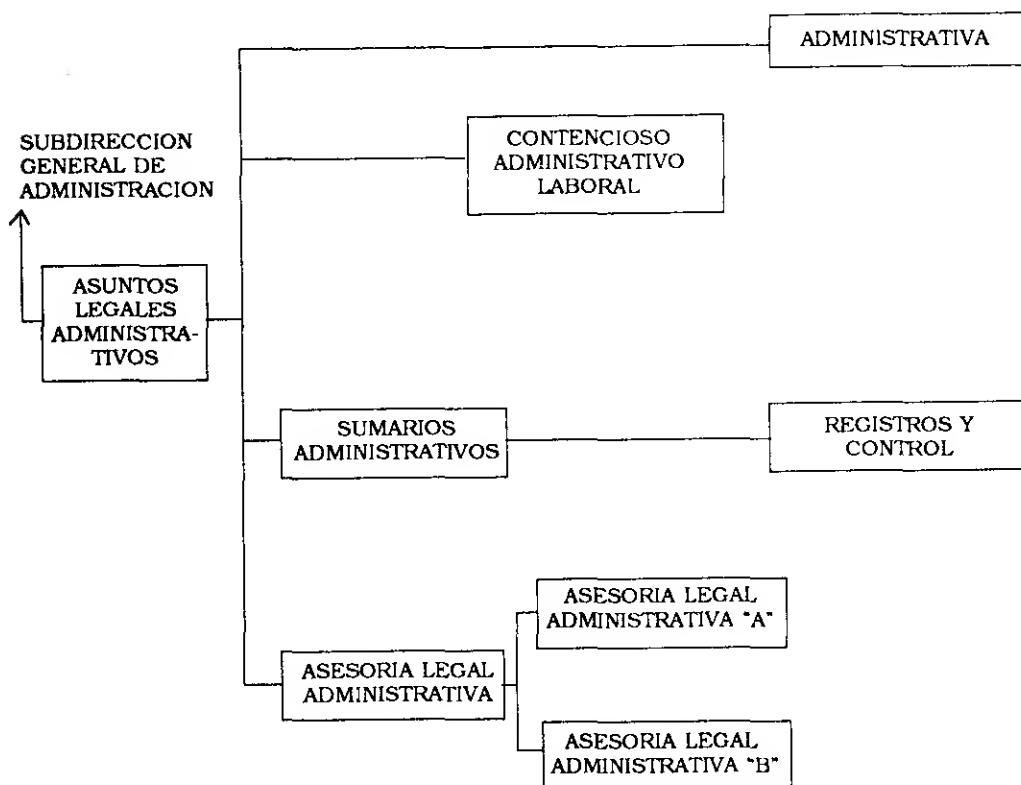 ADMINISTRATIVA
SUBDIRECCION
GENERAL DE
ADMINISTRACION
CONTENCIOSO
ADMINISTRATIVO
LABORAL
ASUNTOS
LEGALES
ADMINISTRA-
TIVOS
SUMARIOS
ADMINISTRATIVOS
REGISTROS Y
CONTROL
ASESORIA LEGAL
ADMINISTRATIVA
ASESORIA LEGAL
ADMINISTRATIVA "A"
ASESORIA LEGAL
ADMINISTRATIVA "B"